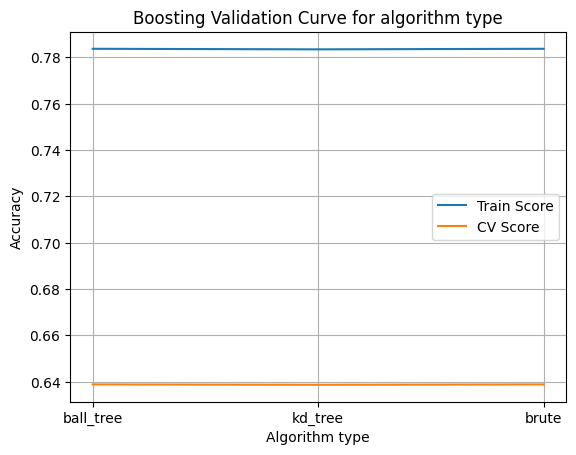 Boosting Validation Curve for algorithm type
Accuracy
0.78
0.76
0.74
0.72
0.70
0.68
0.66
0.64
Train Score
CV Score
ball_tree
kd_tree
brute
Algorithm type